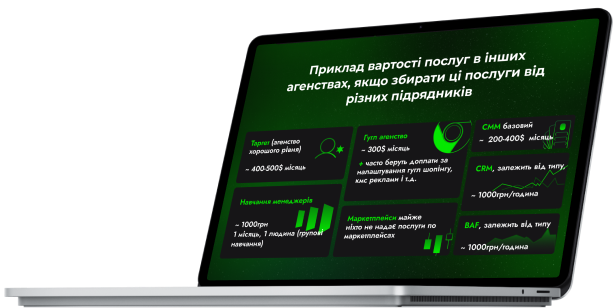 Приклад вартості послуг в інших
агенствах, якщо збирати ці послуги від
різних підрядників
Таргет (агенство
хорошого рівня)
~ 400-500$ місяць
Гугл агенство
~ 300$ місяць
+ часто беруть доплати за
налаштування гугл шопінгу,
кмс реклами і т.д.
СММ базовий
~ 200-400$ місяць
CRM, залежить від типу,
~ 1000грн/година
Навчання менеджерів
~ 1000грн
1 місяць, 1 людина (групові
навчання)
Маркетплейси майже
ніхто не надає послуги по
маркетплейсах
BAF, залежить від типу
~ 1000грн/година